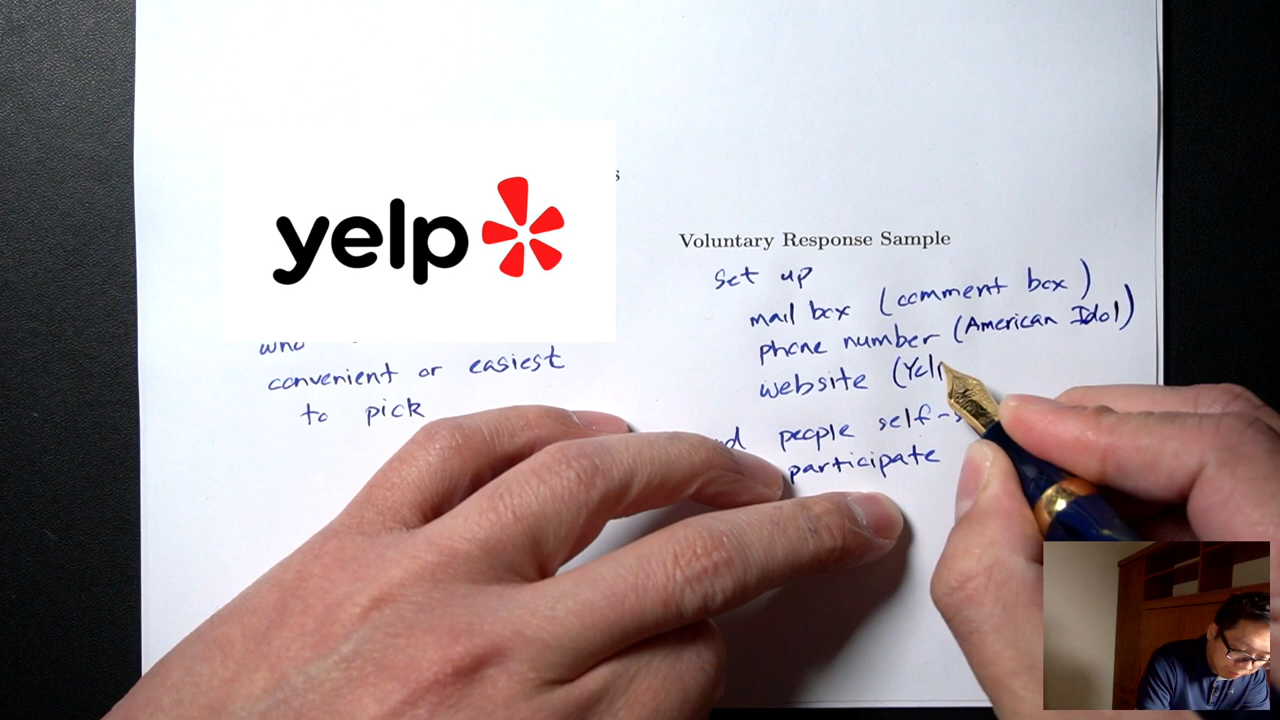 yelp
s
who
convenient or easiest
to pick
Voluntary Response Sample
set up
mail box (comment box)
phone number (American Idol)
website (Yel
people self-s
participate